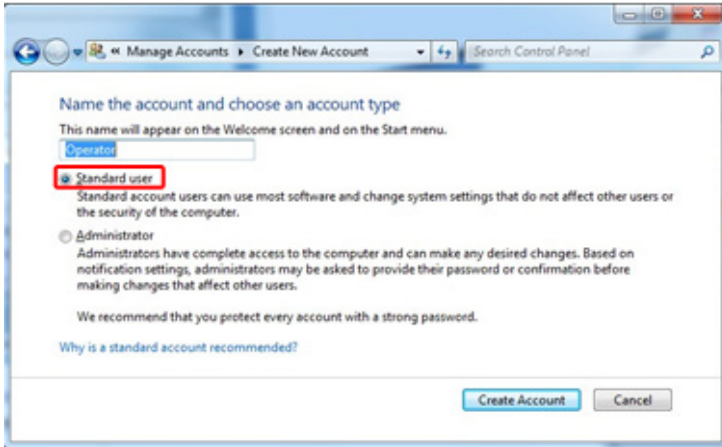 « Manage Accounts ▸ Create New Account Search Control Panel
Name the account and choose an account type
This name will appear on the Welcome screen and on the Start menu.
Operator
Standard user
Standard account users can use most software and change system settings that do not affect other users or
the security of the computer.
Administrator
Administrators have complete access to the computer and can make any desired changes. Based on
notification settings, administrators may be asked to provide their password or confirmation before
making changes that affect other users.
We recommend that you protect every account with a strong password.
Why is a standard account recommended?
Create Account Cancel